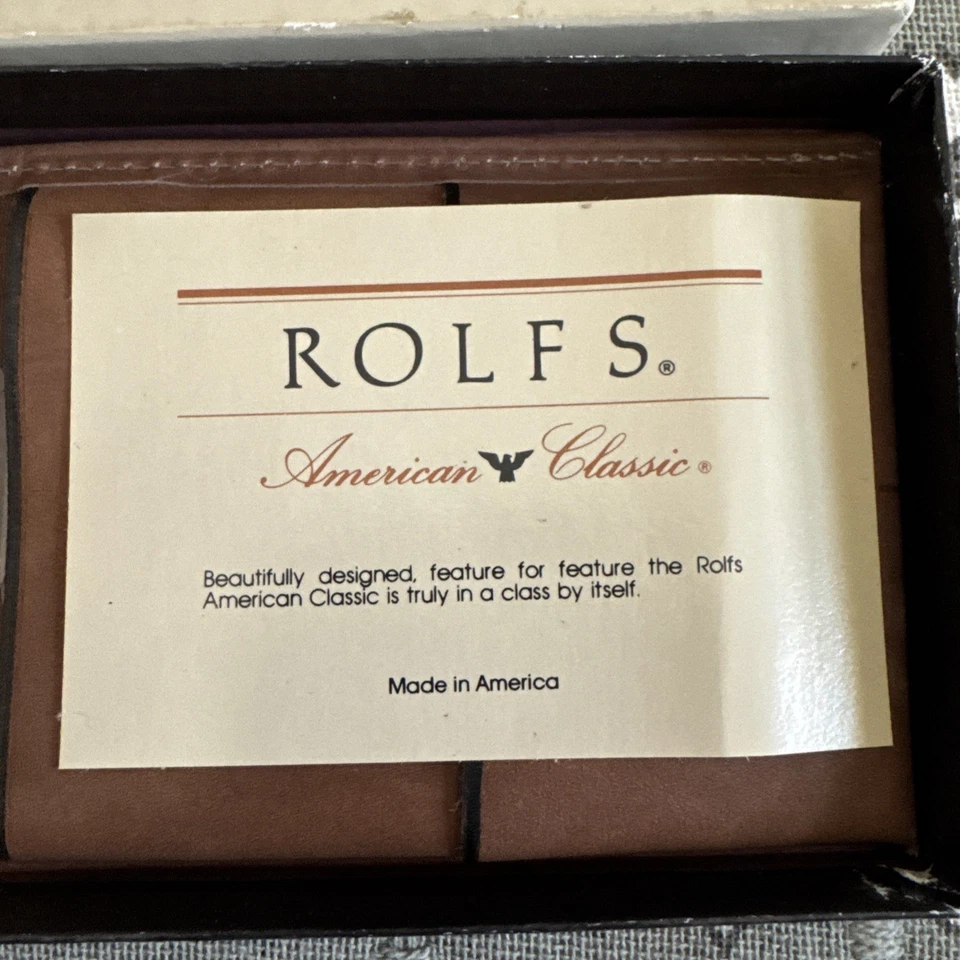 ROLFS®
American Classic®
Beautifully designed, feature for feature the Rolfs
American Classic is truly in a class by itself.
Made in America